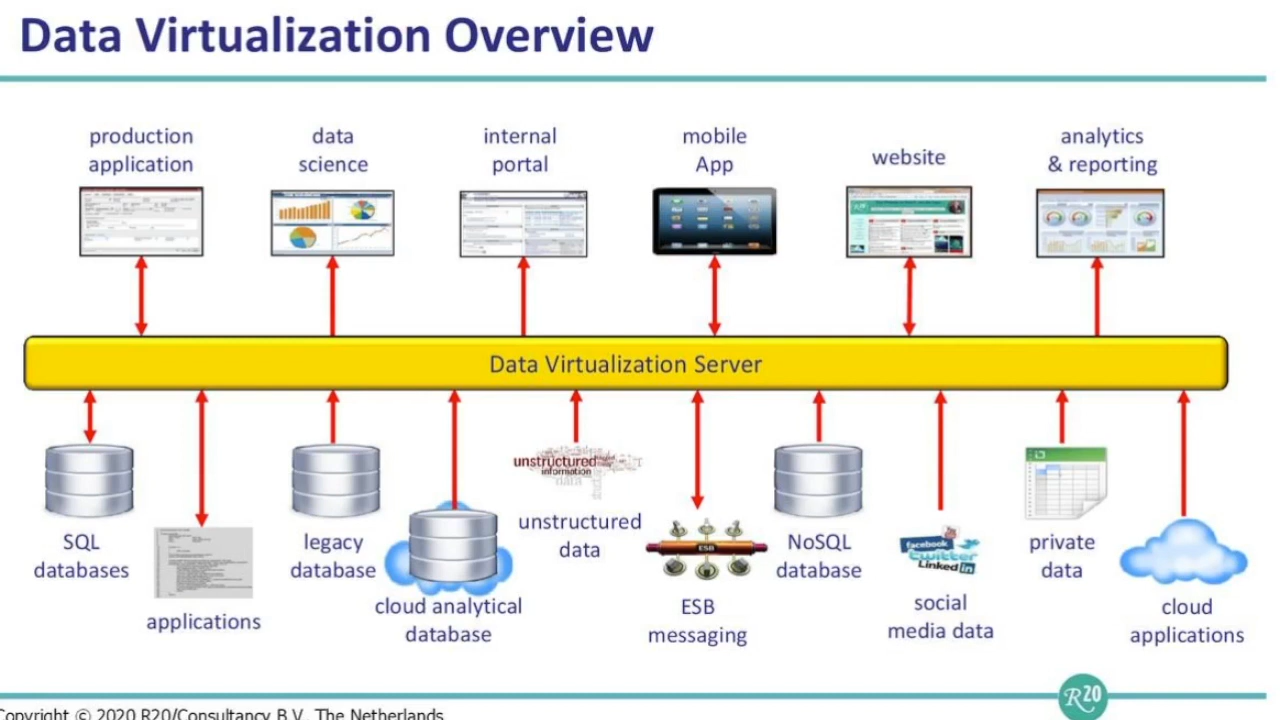 Data Virtualization Overview
production
application
data
science
internal
portal
mobile
App
website
analytics
& reporting
Data Virtualization Server
SQL
databases
applications
legacy
database
cloud analytical
database
unstructured
information
data
unstructured
data
ESB
ESB
messaging
NoSQL
database
facebook
twitter
Linked in
social
media data
private
data
cloud
applications
R20
Copyright © 2020 R20/Consultancy B.V., The Netherlands